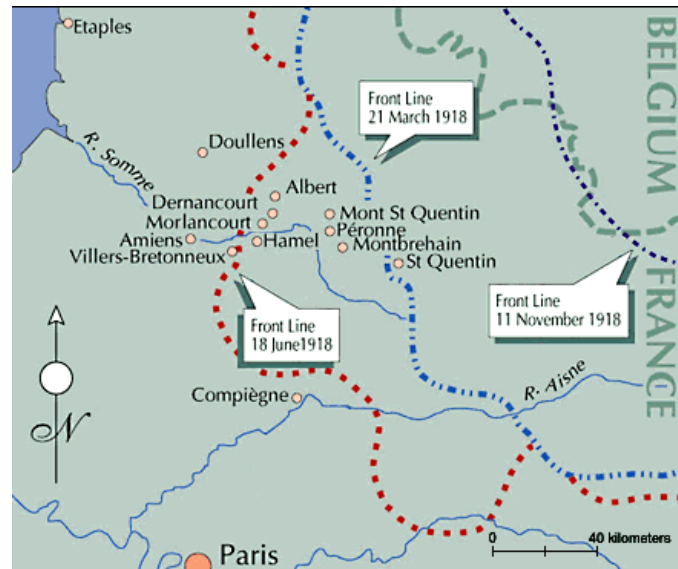 Etaples
BELGIUM
Front Line
21 March 1918
Doullens
R. Somme
Albert
Dernancourt
Mont St Quentin
Morlancourt
Péronne
Amiens
Hamel
Montbrehain
Villers-Bretonneux
St Quentin
FRANCE
Front Line
11 November 1918
Front Line
18 June1918
R. Aisne
Compiègne
N
0 40 kilometers
Paris